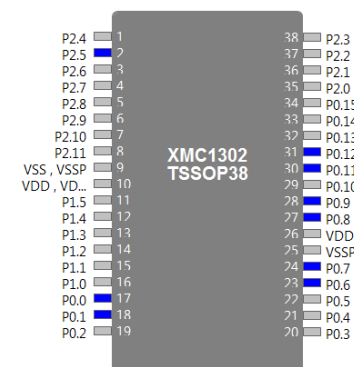 P2.4 1 38 P2.3
P2.5 2 37 P2.2
P2.6 3 36 P2.1
P2.7 4 35 P2.0
P2.8 5 34 P0.15
P2.9 6 33 P0.14
P2.10 7 32 P0.13
P2.11 8 31 P0.12
XMC1302
TSSOP38
VSS , VSSP 9 30 P0.11
VDD , VD... 10 29 P0.10
P1.5 11 28 P0.9
P1.4 12 27 P0.8
P1.3 13 26 VDD
P1.2 14 25 VSSP
P1.1 15 24 P0.7
P1.0 16 23 P0.6
P0.0 17 22 P0.5
P0.1 18 21 P0.4
P0.2 19 20 P0.3